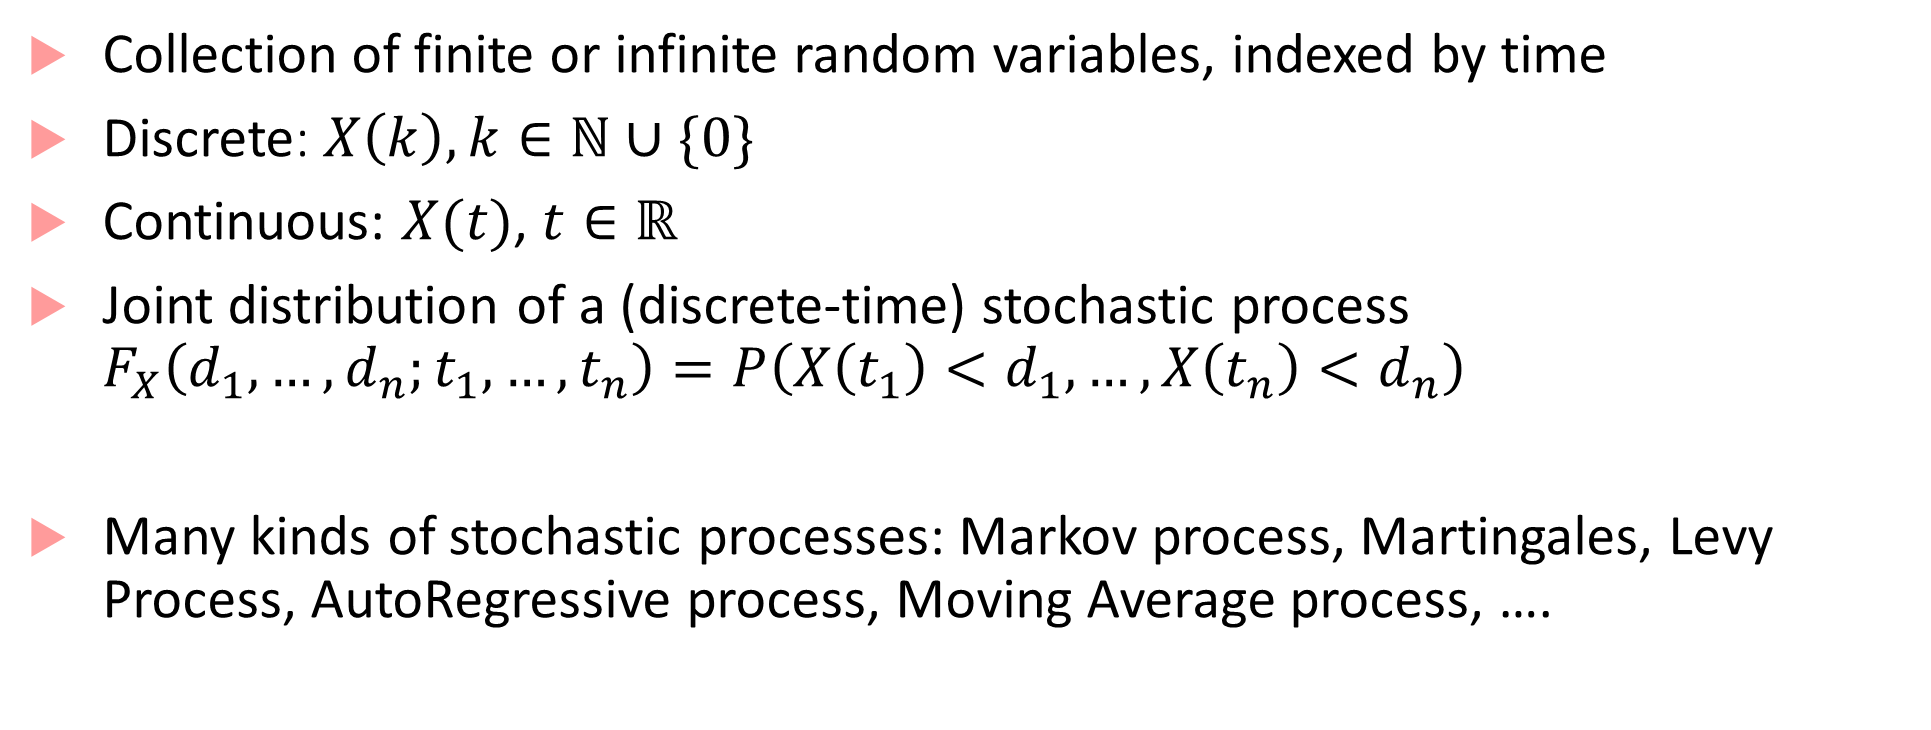 Collection of finite or infinite random variables, indexed by time
Discrete: X(k), k ∈ ℕ ∪ {0}
Continuous: X(t), t ∈ ℝ
Joint distribution of a (discrete-time) stochastic process
F_X(d_1, … , d_n; t_1, … , t_n) = P(X(t_1) < d_1, … , X(t_n) < d_n)
Many kinds of stochastic processes: Markov process, Martingales, Levy
Process, AutoRegressive process, Moving Average process, ….